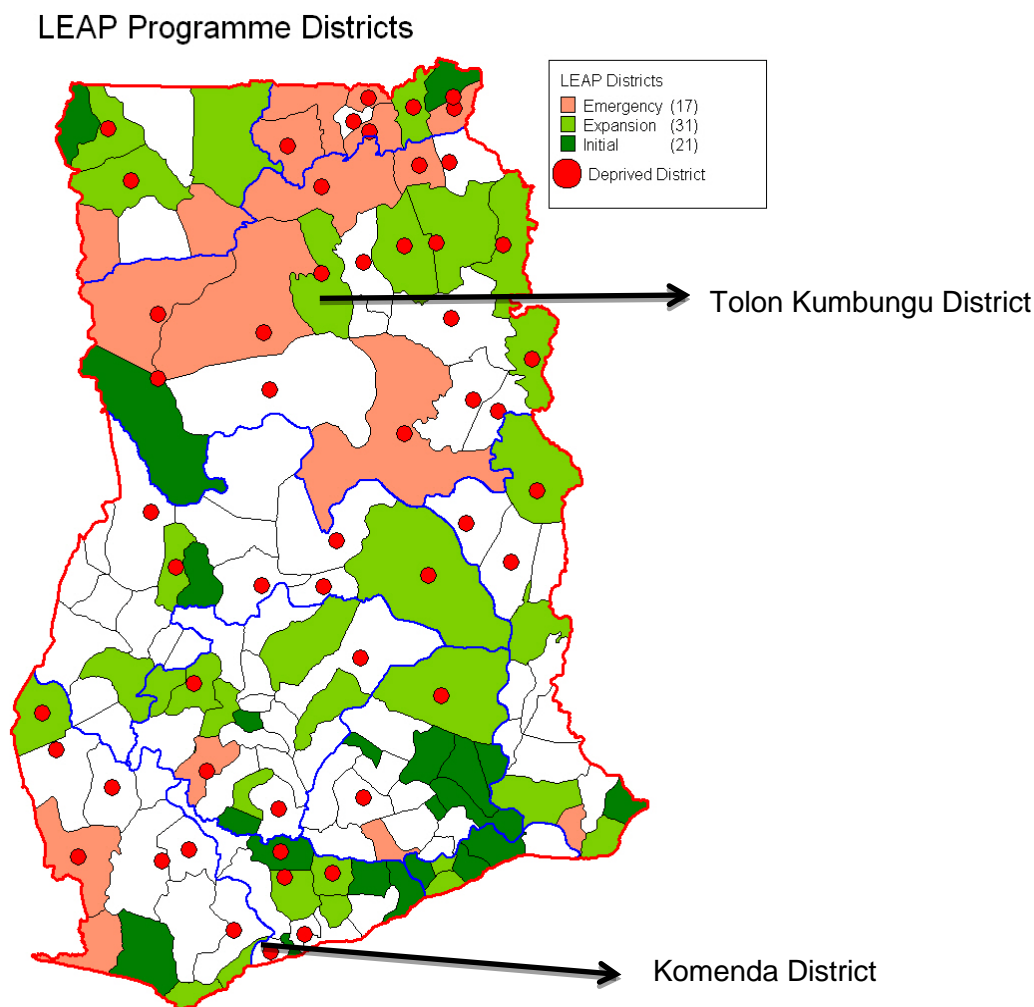 LEAP Programme Districts
LEAP Districts
Emergency (17)
Expansion (31)
Initial (21)
Deprived District
Tolon Kumbungu District
Komenda District